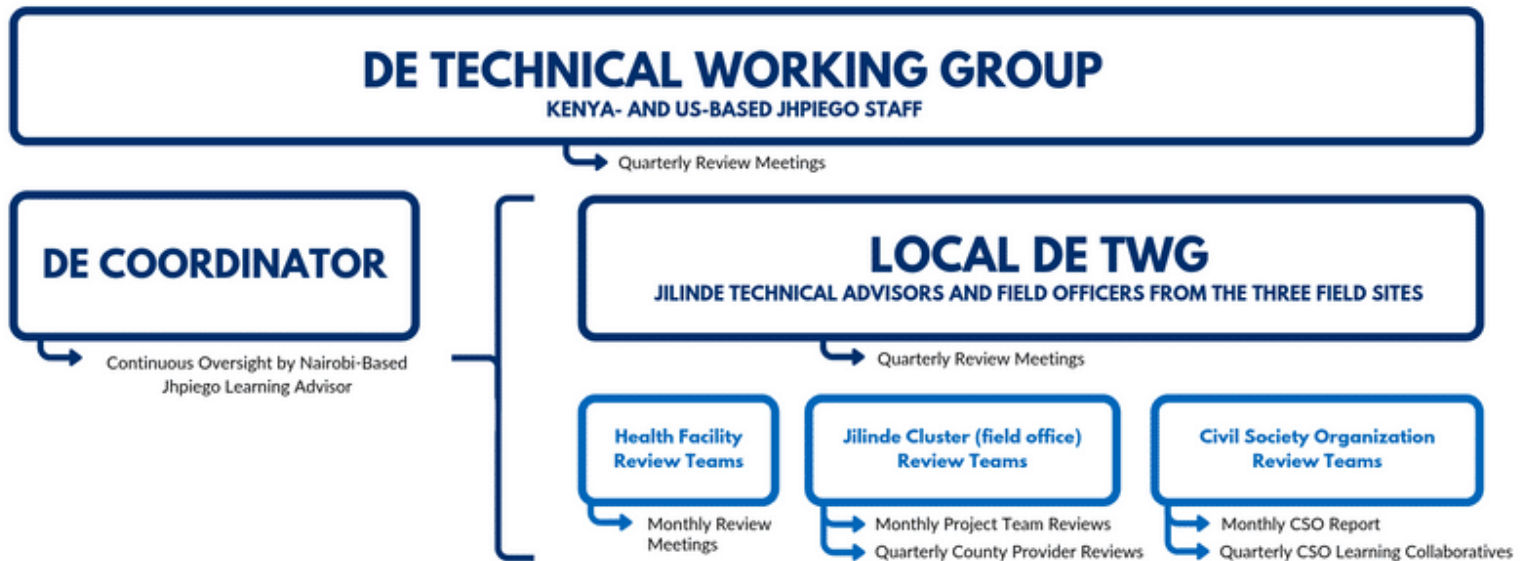 DE TECHNICAL WORKING GROUP
KENYA- AND US-BASED JHPIEGO STAFF
Quarterly Review Meetings
DE COORDINATOR
Continuous Oversight by Nairobi-Based
Jhpiego Learning Advisor
LOCAL DE TWG
JILINDE TECHNICAL ADVISORS AND FIELD OFFICERS FROM THE THREE FIELD SITES
Quarterly Review Meetings
Health Facility
Review Teams
Monthly Review
Meetings
Jilinde Cluster (field office)
Review Teams
Monthly Project Team Reviews
Quarterly County Provider Reviews
Civil Society Organization
Review Teams
Monthly CSO Report
Quarterly CSO Learning Collaboratives